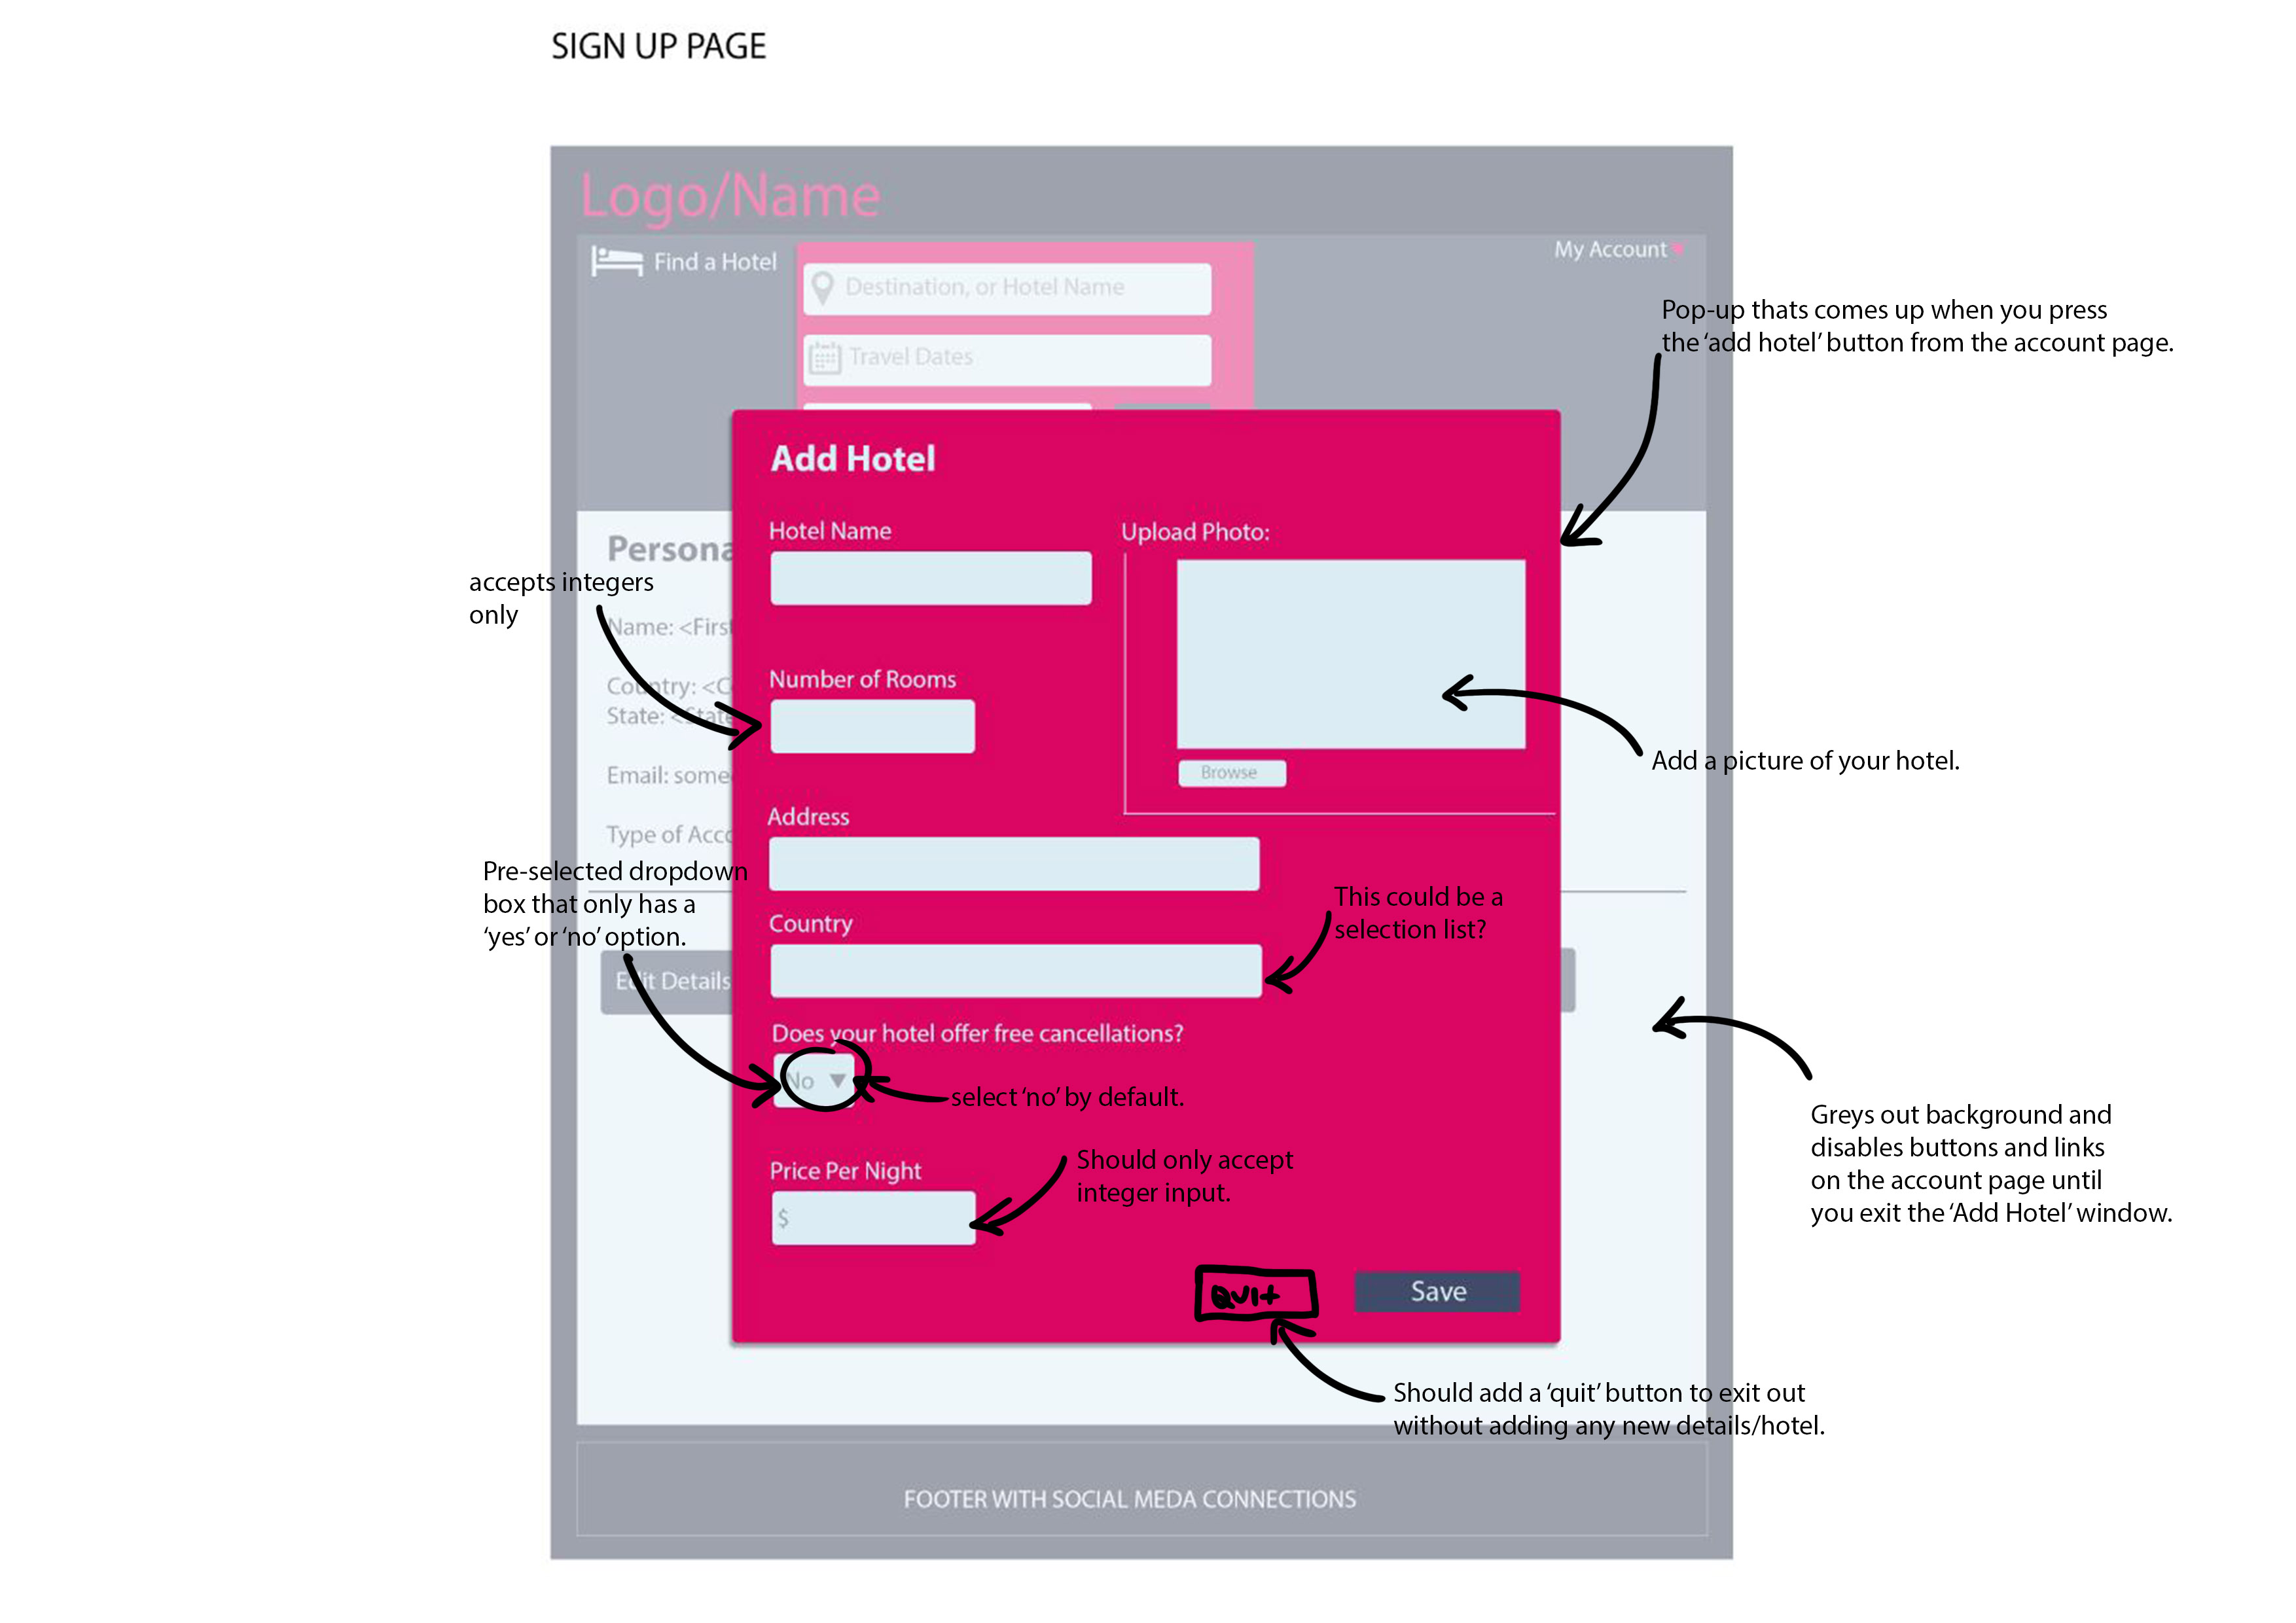 SIGN UP PAGE
Logo/Name
Find a Hotel
My Account
Destination, or Hotel Name
Travel Dates
Pop-up thats comes up when you press
the ‘add hotel’ button from the account page.
Add Hotel
Hotel Name
Upload Photo:
Persona
accepts integers
only
Name: <First
Number of Rooms
Country: <C
State: <State
Browse
Add a picture of your hotel.
Email: some
Address
Type of Acco
Pre-selected dropdown
box that only has a
‘yes’ or ‘no’ option.
This could be a
selection list?
Country
Edit Details
Does your hotel offer free cancellations?
No
select ‘no’ by default.
Greys out background and
disables buttons and links
on the account page until
you exit the ‘Add Hotel’ window.
Price Per Night
Should only accept
integer input.
$
QUIt
Save
Should add a ‘quit’ button to exit out
without adding any new details/hotel.
FOOTER WITH SOCIAL MEDA CONNECTIONS